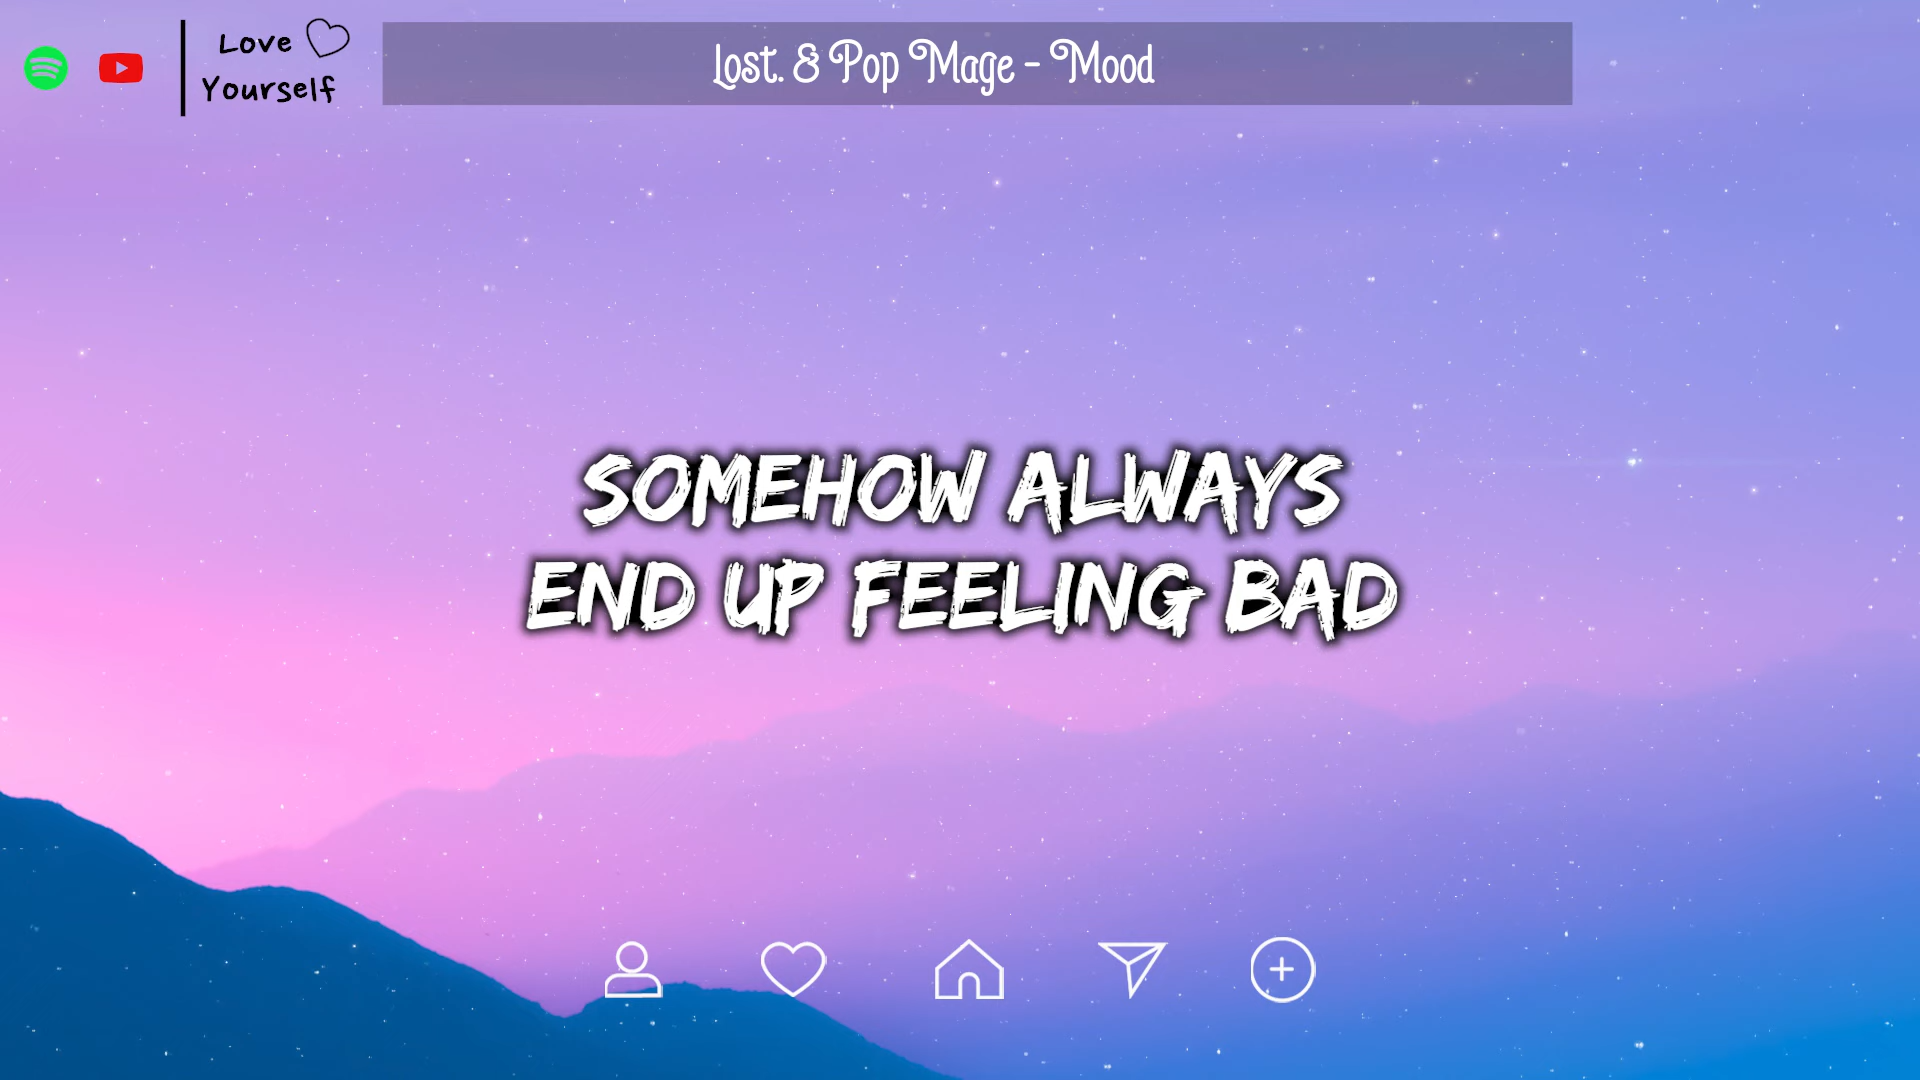 Love
Yourself
Lost. & Pop Mage - Mood
SOMEHOW ALWAYS
END UP FEELING BAD